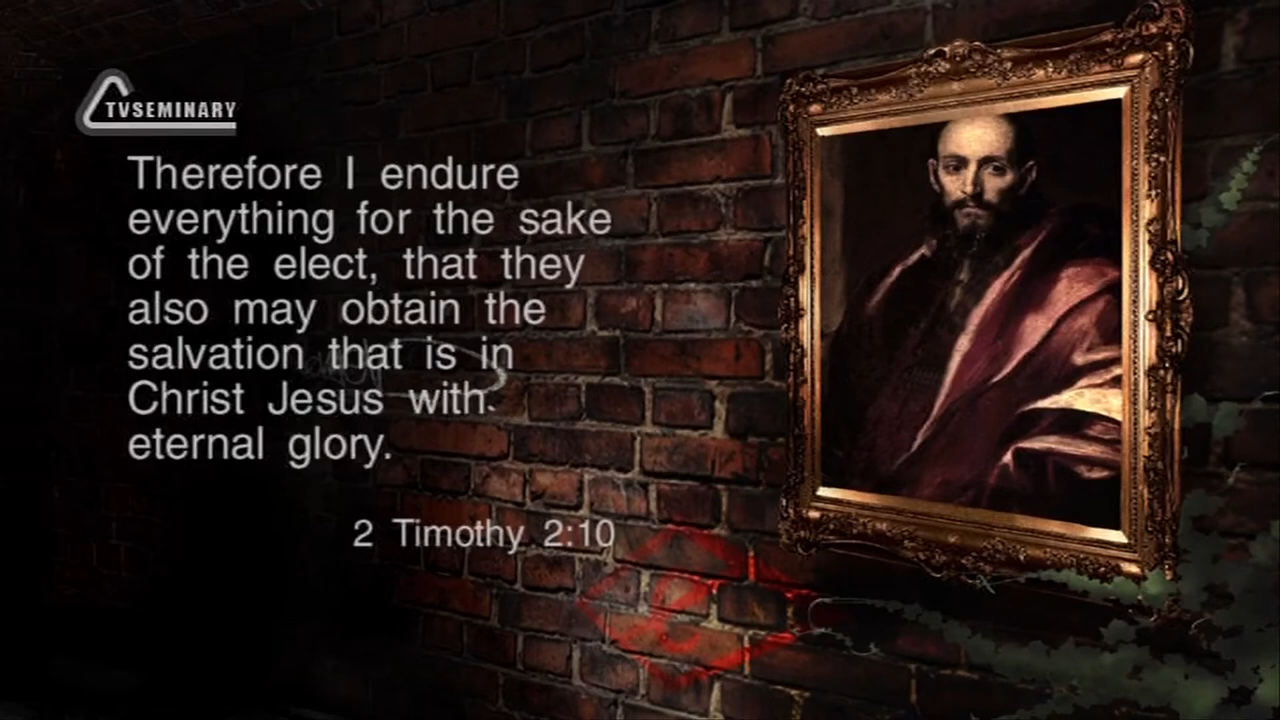 TVSEMINARY
Therefore I endure
everything for the sake
of the elect, that they
also may obtain the
salvation that is in
Christ Jesus with
eternal glory.
2 Timothy 2:10